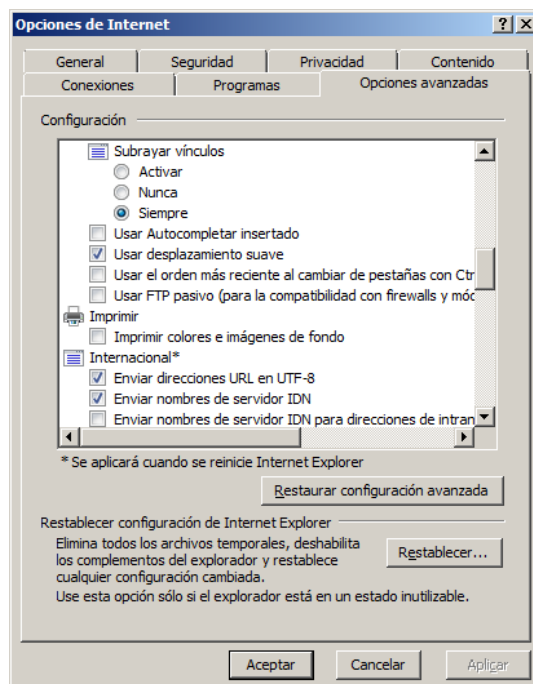 Opciones de Internet
General
Seguridad
Privacidad
Contenido
Conexiones
Programas
Opciones avanzadas
Configuración
Subrayar vínculos
Activar
Nunca
Siempre
Usar Autocompletar insertado
Usar desplazamiento suave
Usar el orden más reciente al cambiar de pestañas con Ctr
Usar FTP pasivo (para la compatibilidad con firewalls y móc
Imprimir
Imprimir colores e imágenes de fondo
Internacional*
Enviar direcciones URL en UTF-8
Enviar nombres de servidor IDN
Enviar nombres de servidor IDN para direcciones de intran
* Se aplicará cuando se reinicie Internet Explorer
Restaurar configuración avanzada
Restablecer configuración de Internet Explorer
Elimina todos los archivos temporales, deshabilita
los complementos del explorador y restablece
cualquier configuración cambiada.
Restablecer...
Use esta opción sólo si el explorador está en un estado inutilizable.
Aceptar
Cancelar
Aplicar